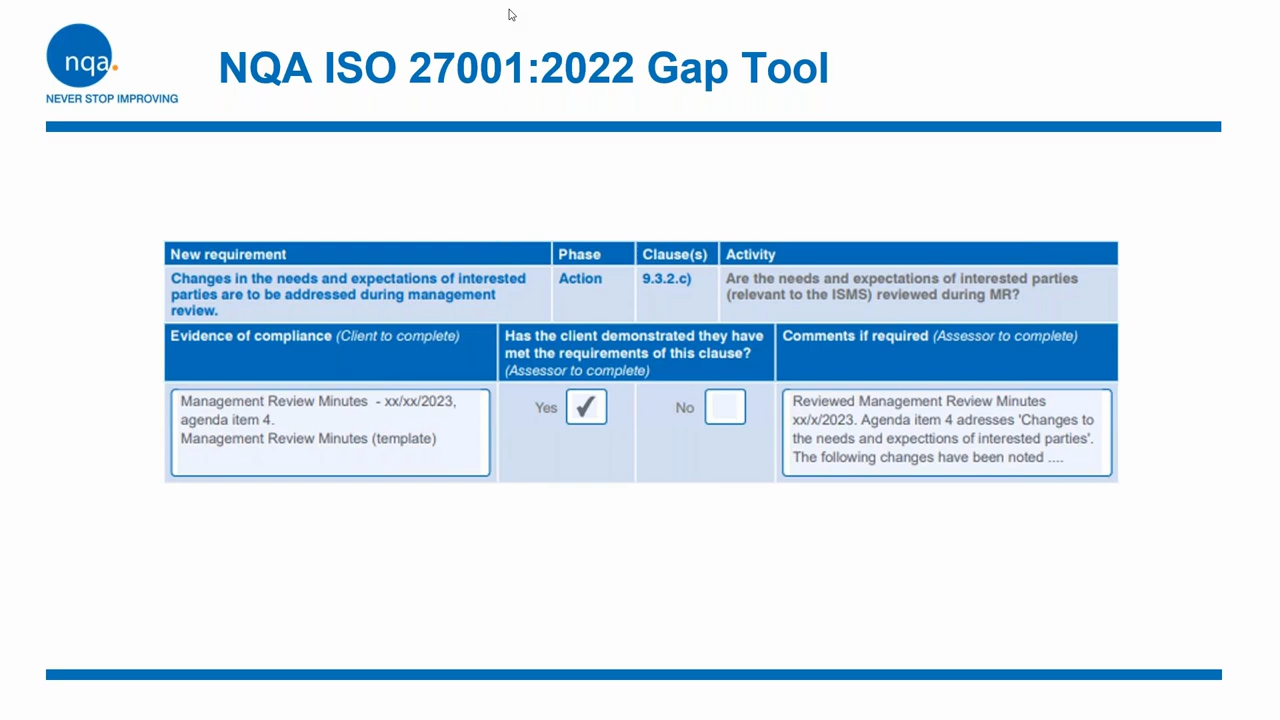 nqa.
NEVER STOP IMPROVING
NQA ISO 27001:2022 Gap Tool
New requirement
Phase
Clause(s)
Activity
Changes in the needs and expectations of interested
parties are to be addressed during management
review.
Action
9.3.2.c)
Are the needs and expectations of interested parties
(relevant to the ISMS) reviewed during MR?
Evidence of compliance (Client to complete)
Has the client demonstrated they have
met the requirements of this clause?
(Assessor to complete)
Comments if required (Assessor to complete)
Management Review Minutes - xx/xx/2023,
agenda item 4.
Management Review Minutes (template)
Yes ✓
No
Reviewed Management Review Minutes
xx/x/2023. Agenda item 4 adresses 'Changes to
the needs and expecttions of interested parties'.
The following changes have been noted ....